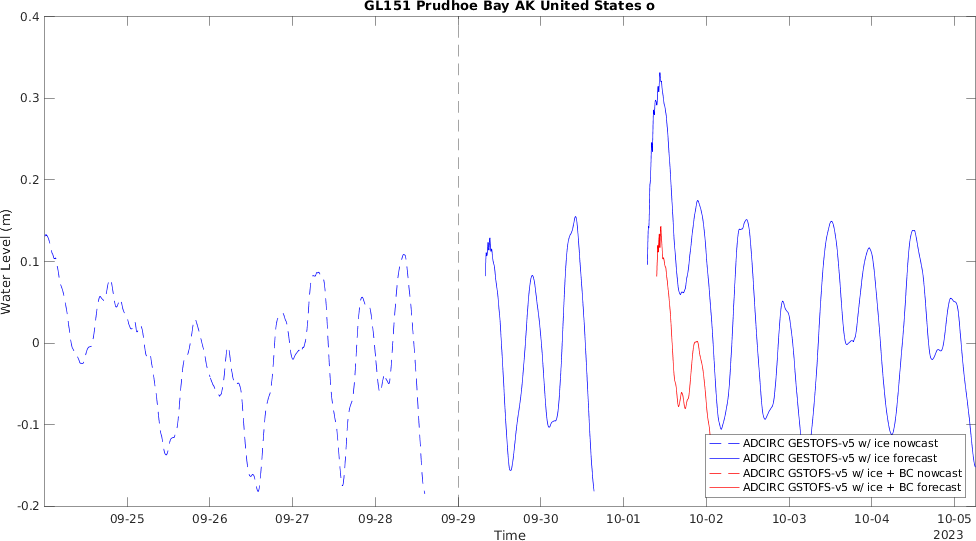 GL151 Prudhoe Bay AK United States o
0.4
0.3
0.2
0.1
0
-0.1
-0.2
Water Level (m)
09-25
09-26
09-27
09-28
09-29
09-30
10-01
10-02
10-03
10-04
10-05
Time
2023
ADCIRC GESTOFS-v5 w/ ice nowcast
ADCIRC GESTOFS-v5 w/ ice forecast
ADCIRC GSTOFS-v5 w/ ice + BC nowcast
ADCIRC GSTOFS-v5 w/ ice + BC forecast